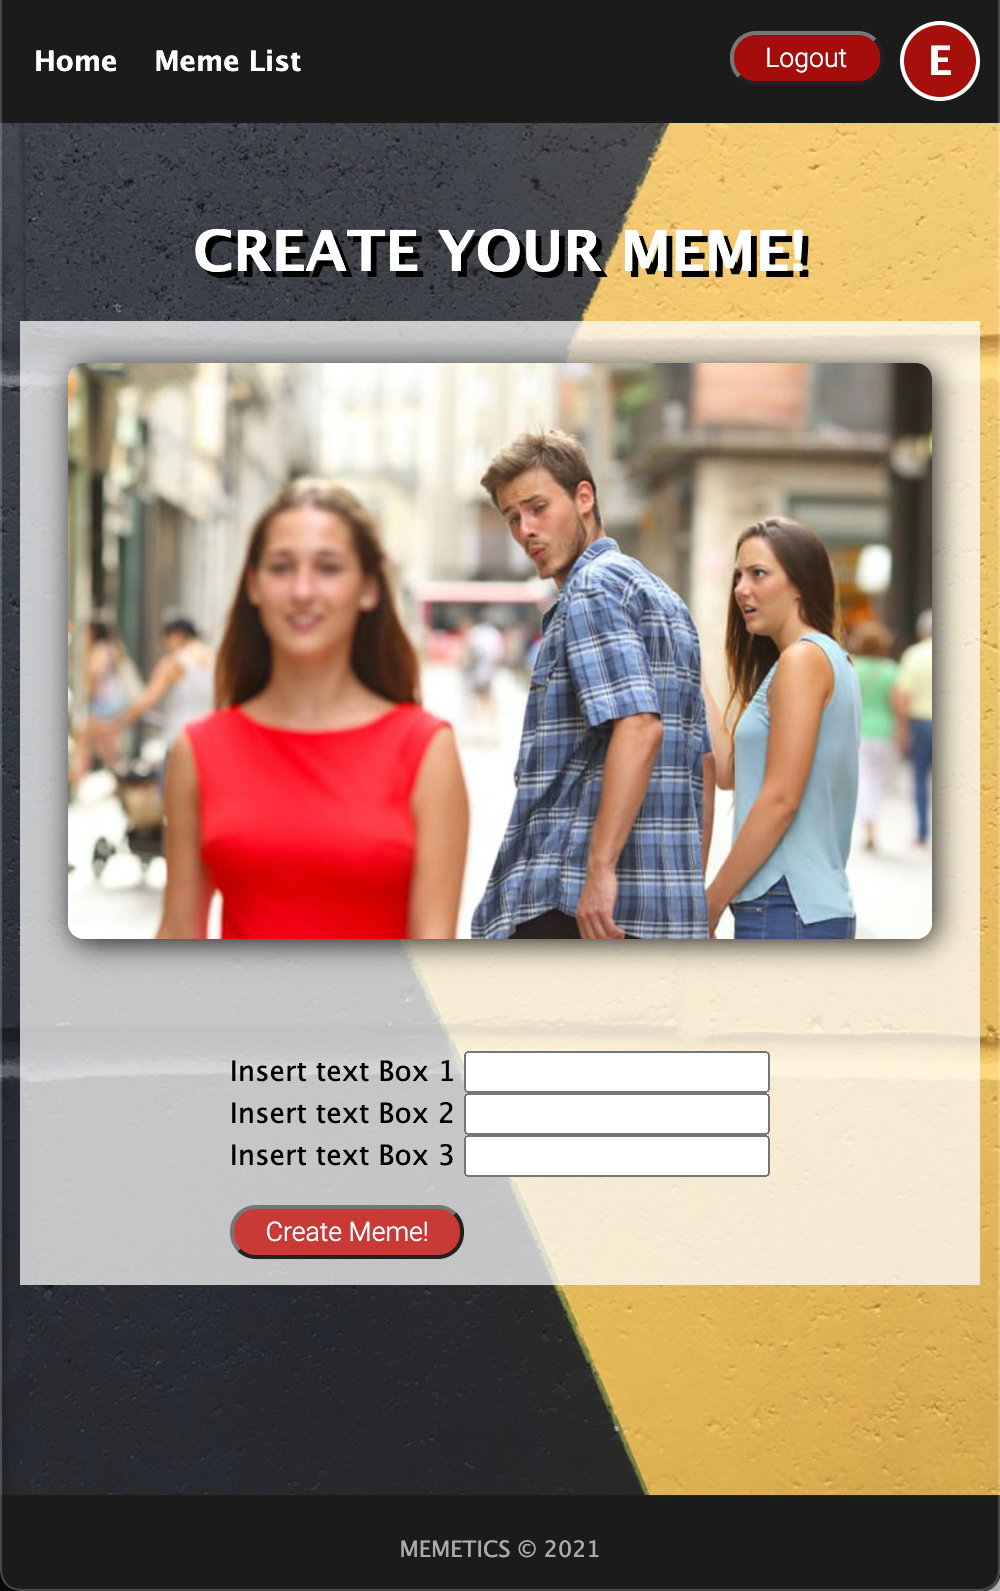 Home Meme List Logout E
CREATE YOUR MEME!
Insert text Box 1
Insert text Box 2
Insert text Box 3
Create Meme!
MEMETICS © 2021